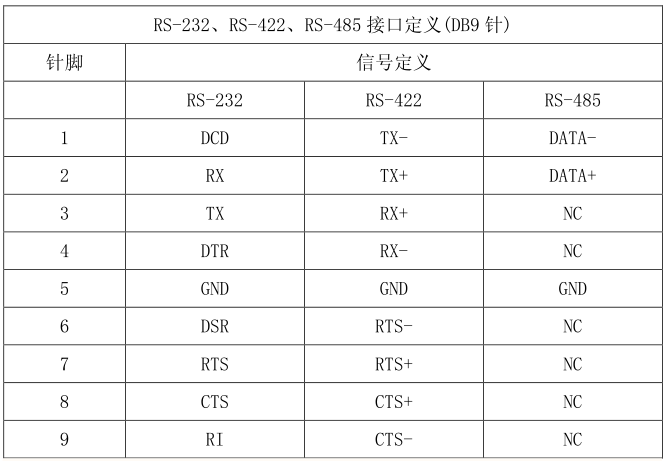 RS-232、RS-422、RS-485 接口定义(DB9 针)
针脚 信号定义
RS-232 RS-422 RS-485
1 DCD TX- DATA-
2 RX TX+ DATA+
3 TX RX+ NC
4 DTR RX- NC
5 GND GND GND
6 DSR RTS- NC
7 RTS RTS+ NC
8 CTS CTS+ NC
9 RI CTS- NC